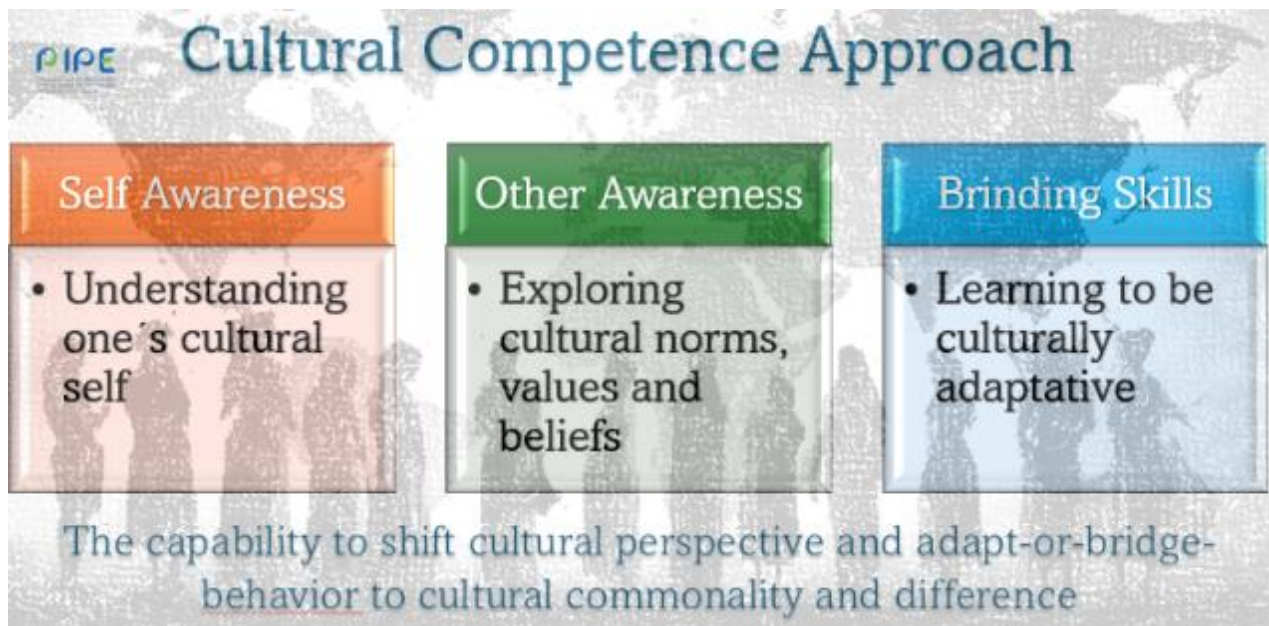 PIPE
Cultural Competence Approach
Self Awareness
• Understanding
one´s cultural
self
Other Awareness
• Exploring
cultural norms,
values and
beliefs
Brinding Skills
• Learning to be
culturally
adaptative
The capability to shift cultural perspective and adapt-or-bridge-
behavior to cultural commonality and difference